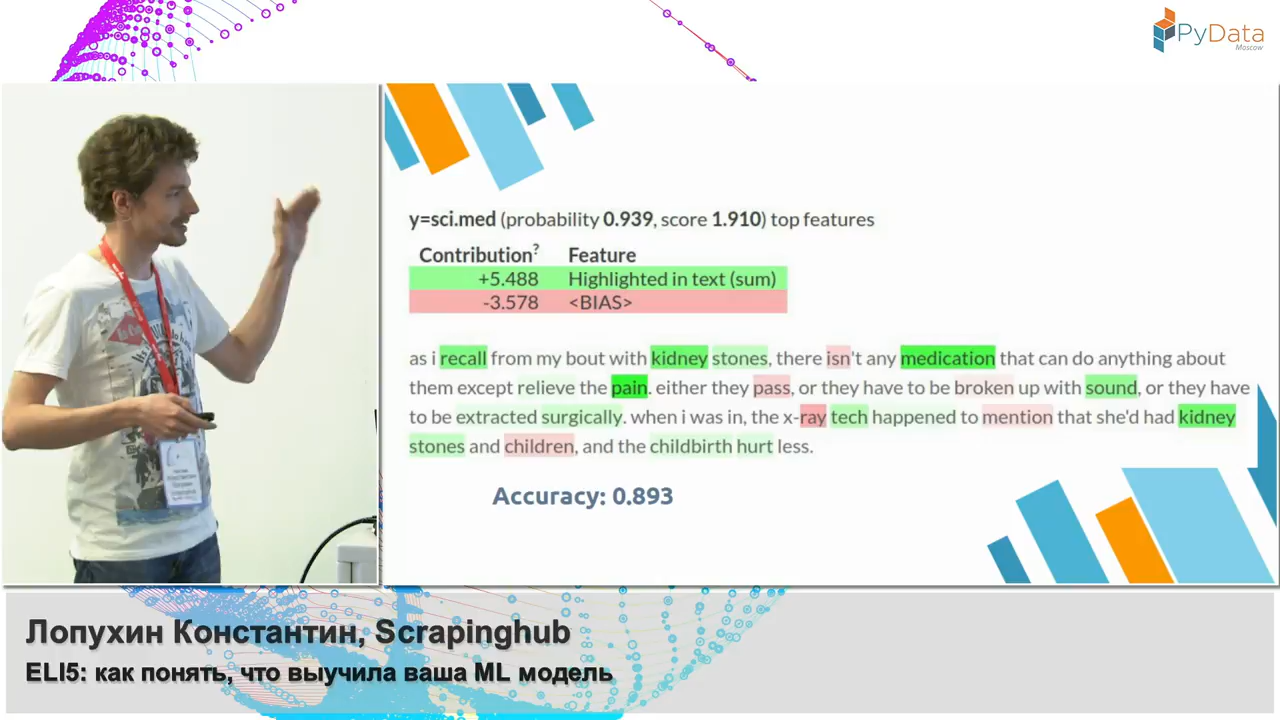 PyData
Moscow
y=sci.med (probability 0.939, score 1.910) top features
Contribution? Feature
+5.488 Highlighted in text (sum)
-3.578 <BIAS>
as i recall from my bout with kidney stones, there isn't any medication that can do anything about
them except relieve the pain. either they pass, or they have to be broken up with sound, or they have
to be extracted surgically. when i was in, the x-ray tech happened to mention that she'd had kidney
stones and children, and the childbirth hurt less.
Accuracy: 0.893
Лопухин Константин, Scrapinghub
ELI5: как понять, что выучила ваша ML модель